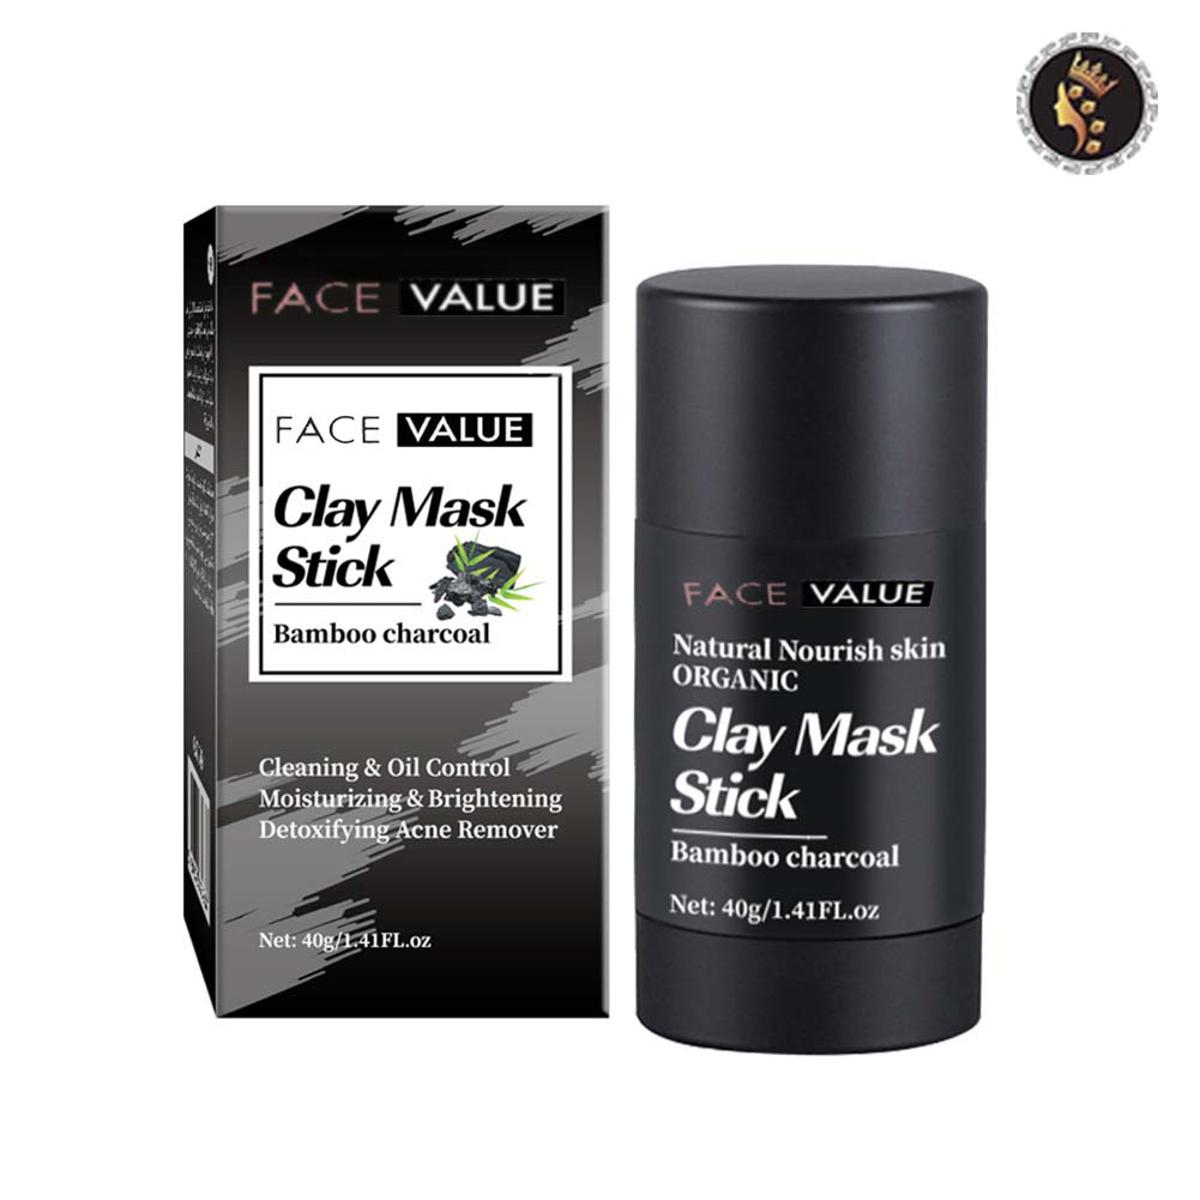 FACE VALUE
FACE VALUE
Clay Mask
Stick
Bamboo charcoal
Cleaning & Oil Control
Moisturizing & Brightening
Detoxifying Acne Remover
Net: 40g/1.41FL.oz
FACE VALUE
Natural Nourish skin
ORGANIC
Clay Mask
Stick
Bamboo charcoal
Net: 40g/1.41FL.oz